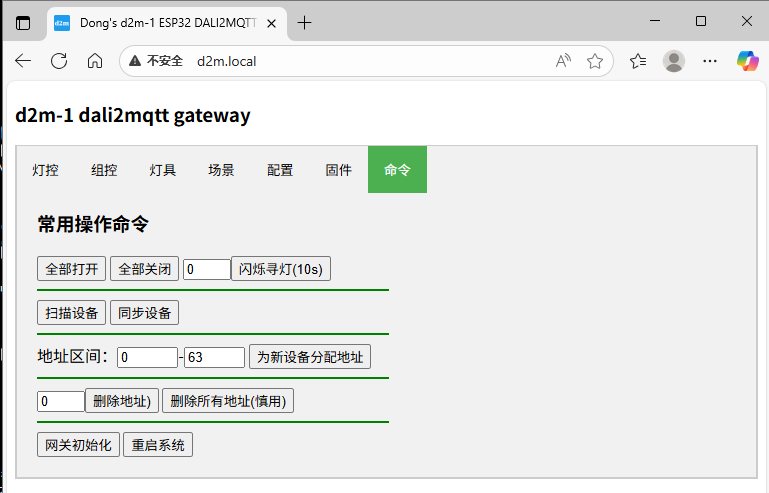 d2m Dong's d2m-1 ESP32 DALI2MQTT
不安全 d2m.local
d2m-1 dali2mqtt gateway
灯控 组控 灯具 场景 配置 固件 命令
常用操作命令
全部打开 全部关闭 0 闪烁寻灯(10s)
扫描设备 同步设备
地址区间：0 -63 为新设备分配地址
0 删除地址) 删除所有地址(慎用)
网关初始化 重启系统